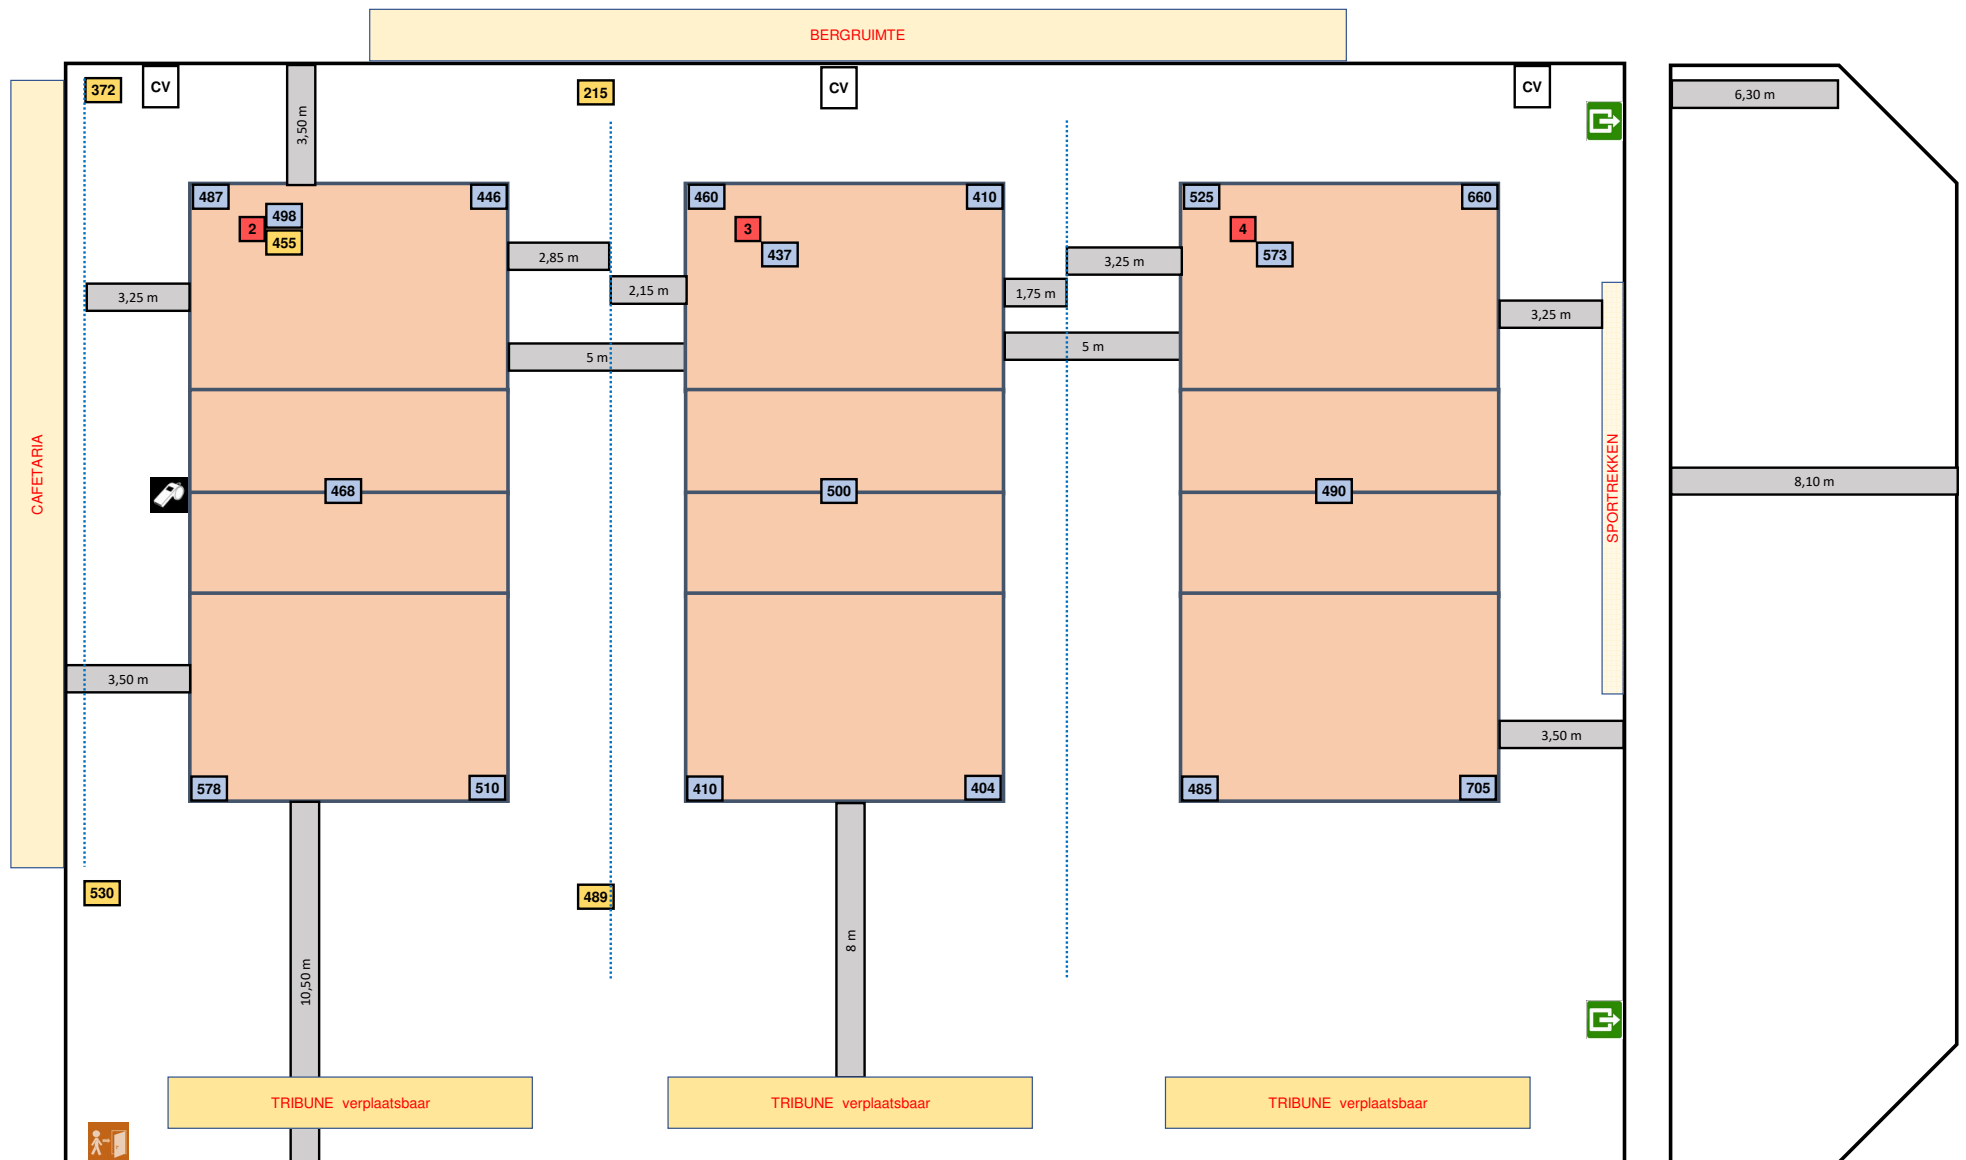 BERGRUIMTE
372
CV
215
CV
CV
6,30 m
3,50 m
487
446
460
410
525
660
498
2
455
3
437
4
573
2,85 m
3,25 m
2,15 m
1,75 m
3,25 m
3,25 m
5 m
5 m
CAFETARIA
468
500
490
SPORTREKKEN
8,10 m
3,50 m
3,50 m
578
510
410
404
485
705
530
489
8 m
10,50 m
TRIBUNE verplaatsbaar
TRIBUNE verplaatsbaar
TRIBUNE verplaatsbaar